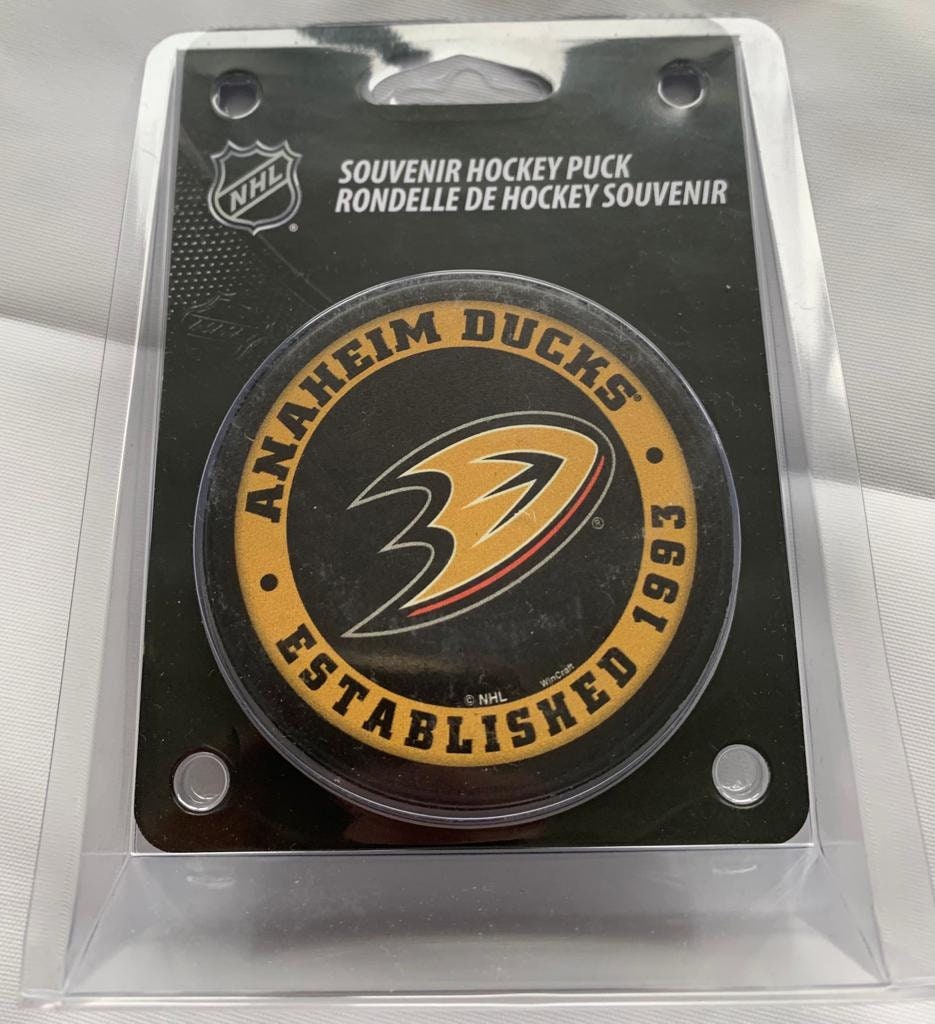 NHL
®
SOUVENIR HOCKEY PUCK
RONDELLE DE HOCKEY SOUVENIR
ANAHEIM DUCKS®
®
© NHL
WinCraft
• ESTABLISHED 1993 •